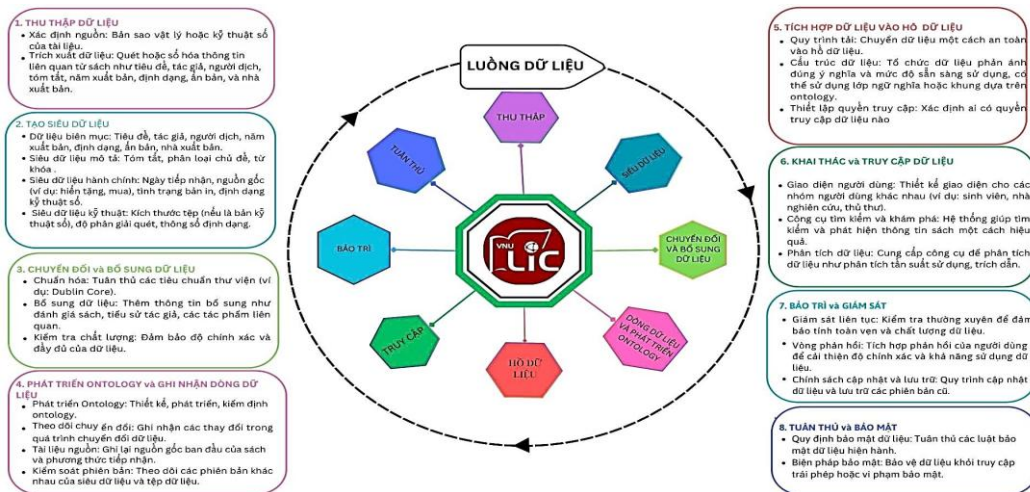 1. THU THẬP DỮ LIỆU
• Xác định nguồn: Bản sao vật lý hoặc kỹ thuật số
của tài liệu.
• Trích xuất dữ liệu: Quét hoặc số hóa thông tin
liên quan từ sách như tiêu đề, tác giả, người dịch,
tóm tắt, năm xuất bản, định dạng, ấn bản, và nhà
xuất bản.
2. TẠO SIÊU DỮ LIỆU
• Dữ liệu biên mục: Tiêu đề, tác giả, người dịch, năm
xuất bản, định dạng, ấn bản, nhà xuất bản.
• Siêu dữ liệu mô tả: Tóm tắt, phân loại chủ đề, từ
khóa .
• Siêu dữ liệu hành chính: Ngày tiếp nhận, nguồn gốc
(ví dụ: hiến tặng, mua), tình trạng bản in, định dạng
kỹ thuật số.
• Siêu dữ liệu kỹ thuật: Kích thước tệp (nếu là bản kỹ
thuật số), độ phân giải quét, thông số định dạng.
3. CHUYỂN ĐỔI và BỔ SUNG DỮ LIỆU
• Chuẩn hóa: Tuân thủ các tiêu chuẩn thư viện (ví
dụ: Dublin Core).
• Bổ sung dữ liệu: Thêm thông tin bổ sung như
đánh giá sách, tiểu sử tác giả, các tác phẩm liên
quan.
• Kiểm tra chất lượng: Đảm bảo độ chính xác và
đầy đủ của dữ liệu.
4. PHÁT TRIỂN ONTOLOGY và GHI NHẬN DÒNG DỮ
LIỆU
• Phát triển Ontology: Thiết kế, phát triển, kiểm định
ontology.
• Theo dõi chuyển đổi: Ghi nhận các thay đổi trong
quá trình chuyển đổi dữ liệu.
• Tài liệu nguồn: Ghi lại nguồn gốc ban đầu của sách
và phương thức tiếp nhận.
• Kiểm soát phiên bản: Theo dõi các phiên bản khác
nhau của siêu dữ liệu và tệp dữ liệu.
LUỒNG DỮ LIỆU
THU THẬP
SIÊU DỮ LIỆU
CHUYỂN ĐỔI
VÀ BỔ SUNG
DỮ LIỆU
DÒNG DỮ LIỆU
VÀ PHÁT TRIỂN
ONTOLOGY
HỒ DỮ
LIỆU
TRUY CẬP
BẢO TRÌ
TUÂN THỦ
VNU
LIC
5. TÍCH HỢP DỮ LIỆU VÀO HỒ DỮ LIỆU
• Quy trình tải: Chuyển dữ liệu một cách an toàn
vào hồ dữ liệu.
• Cấu trúc dữ liệu: Tổ chức dữ liệu phản ánh
đúng ý nghĩa và mức độ sẵn sàng sử dụng, có
thể sử dụng lớp ngữ nghĩa hoặc khung dựa trên
ontology.
• Thiết lập quyền truy cập: Xác định ai có quyền
truy cập dữ liệu nào
6. KHAI THÁC và TRUY CẬP DỮ LIỆU
• Giao diện người dùng: Thiết kế giao diện cho các
nhóm người dùng khác nhau (ví dụ: sinh viên, nhà
nghiên cứu, thủ thư).
• Công cụ tìm kiếm và khám phá: Hệ thống giúp tìm
kiếm và phát hiện thông tin sách một cách hiệu
quả.
• Phân tích dữ liệu: Cung cấp công cụ để phân tích
dữ liệu như phân tích tần suất sử dụng, trích dẫn.
7. BẢO TRÌ và GIÁM SÁT
• Giám sát liên tục: Kiểm tra thường xuyên để đảm
bảo tính toàn vẹn và chất lượng dữ liệu.
• Vòng phản hồi: Tích hợp phản hồi của người dùng
để cải thiện độ chính xác và khả năng sử dụng dữ
liệu.
• Chính sách cập nhật và lưu trữ: Quy trình cập nhật
dữ liệu và lưu trữ các phiên bản cũ.
8. TUÂN THỦ và BẢO MẬT
• Quy định bảo mật dữ liệu: Tuân thủ các luật bảo
mật dữ liệu hiện hành.
• Biện pháp bảo mật: Bảo vệ dữ liệu khỏi truy cập
trái phép hoặc vi phạm bảo mật.